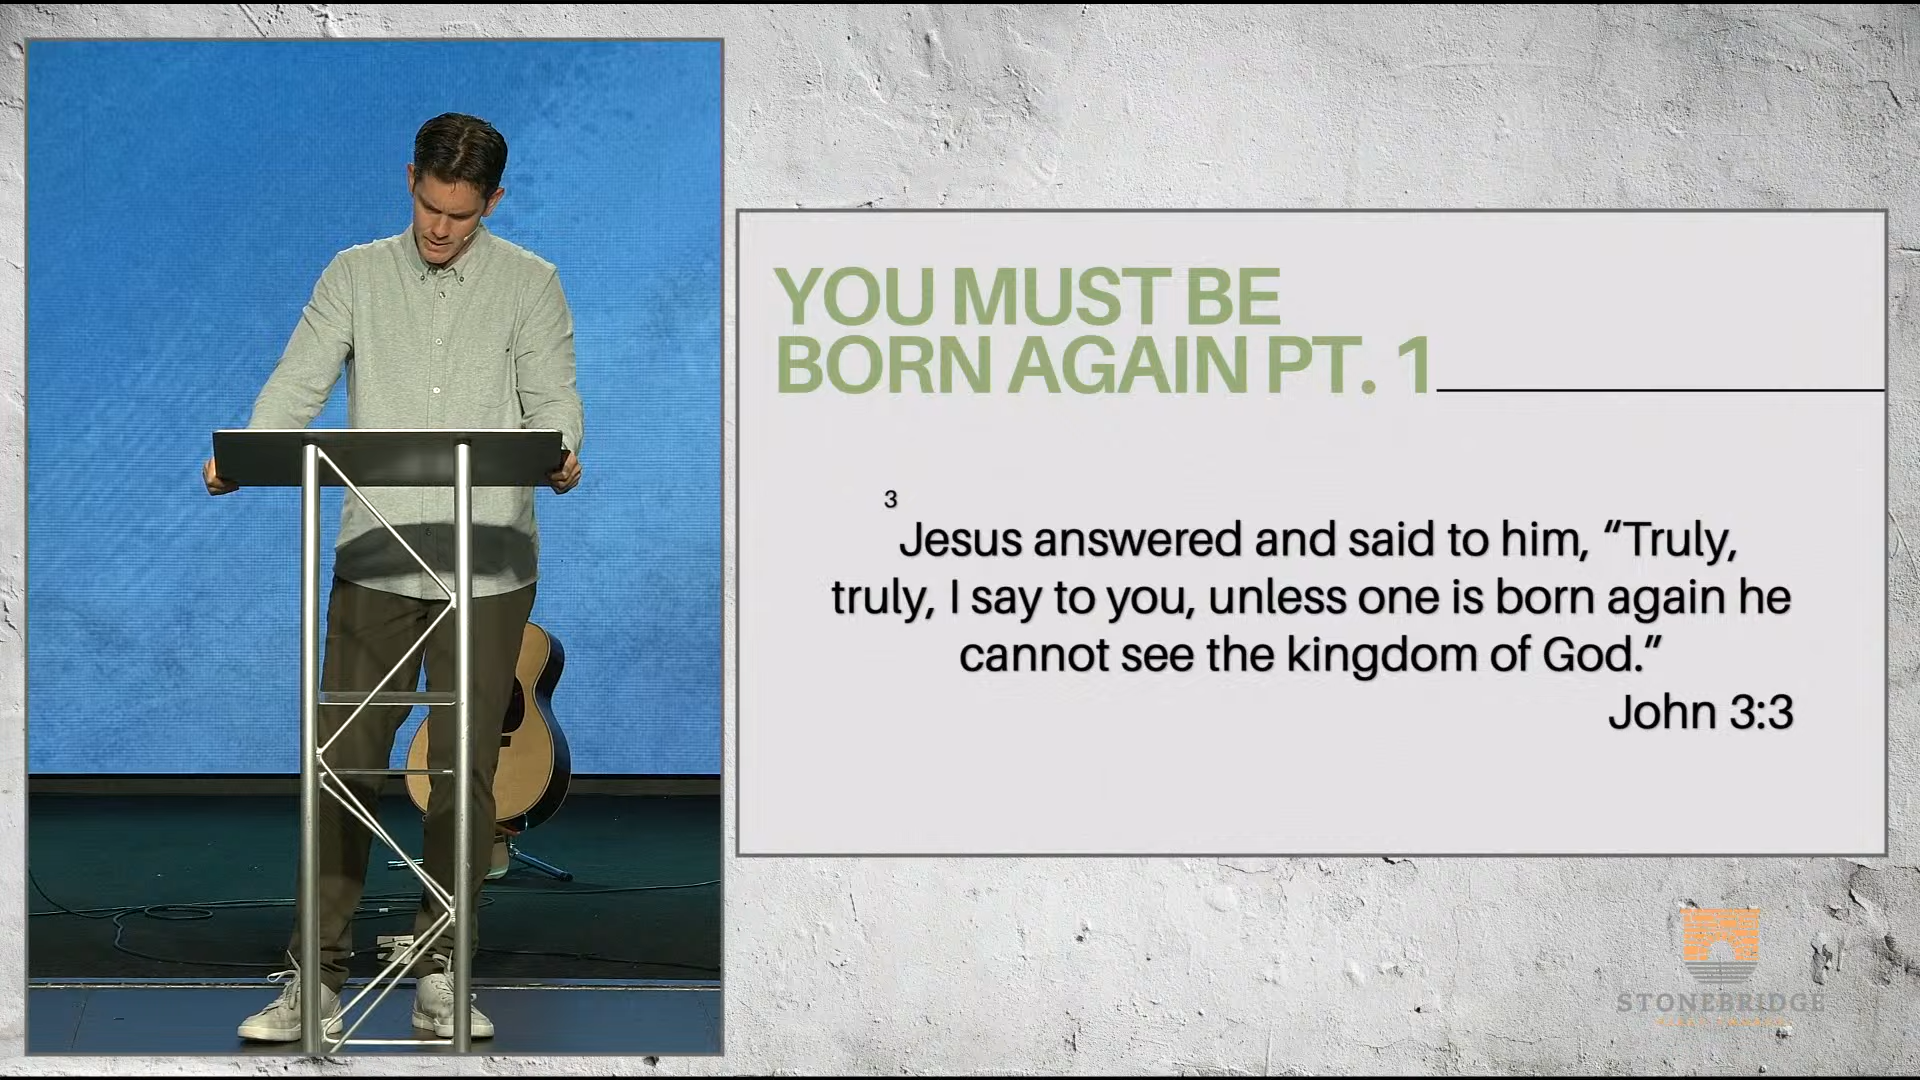 YOU MUST BE
BORN AGAIN PT. 1
3
Jesus answered and said to him, “Truly,
truly, I say to you, unless one is born again he
cannot see the kingdom of God.”
John 3:3
STONEBRIDGE